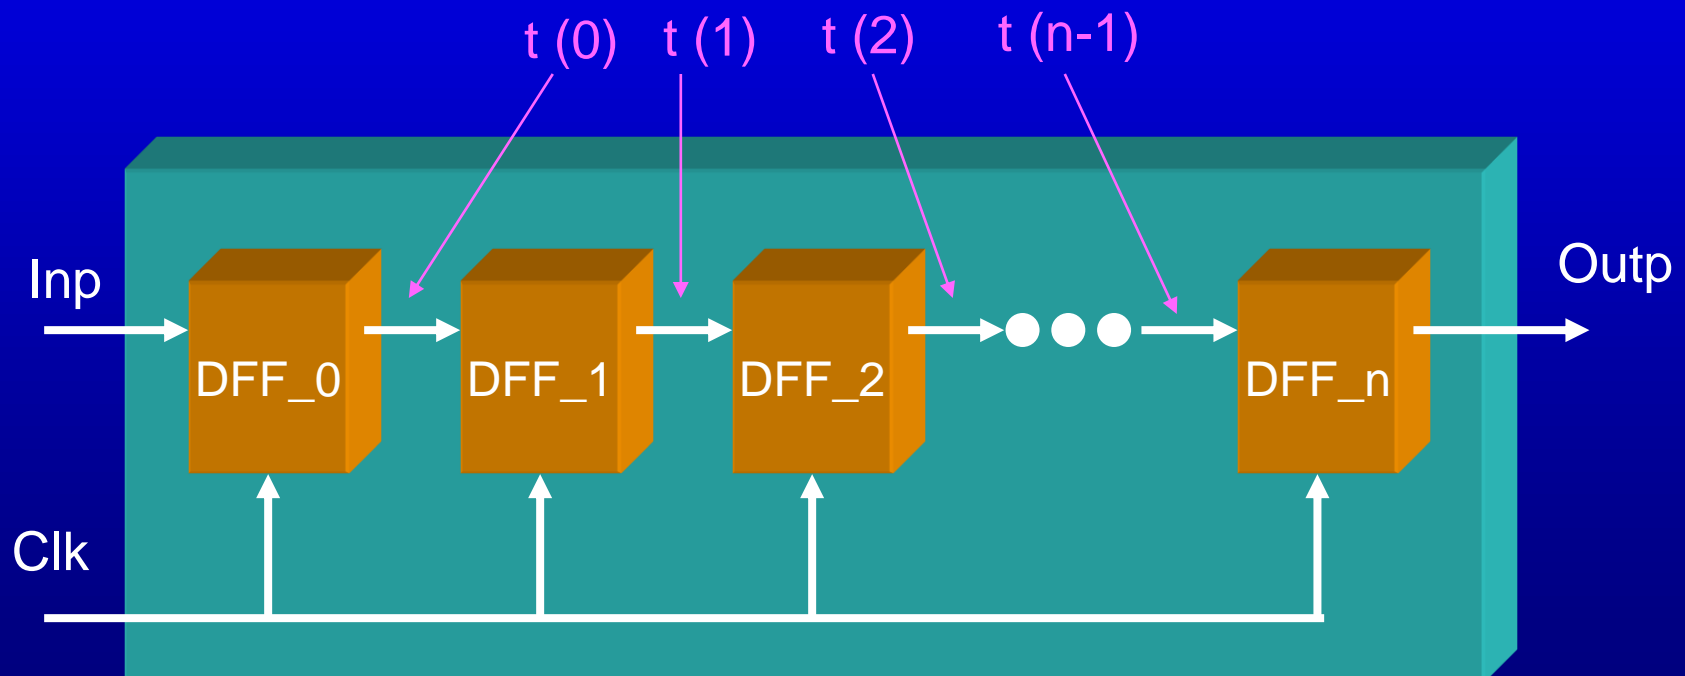 t (0) t (1) t (2) t (n-1)
Inp Outp
DFF_0 DFF_1 DFF_2 DFF_n
Clk